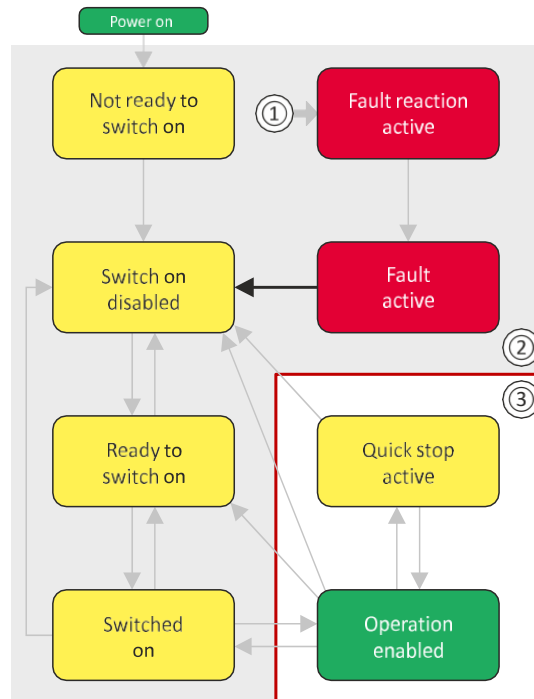 Power on
Not ready to
switch on
①
Fault reaction
active
Switch on
disabled
Fault
active
②
③
Ready to
switch on
Quick stop
active
Switched
on
Operation
enabled